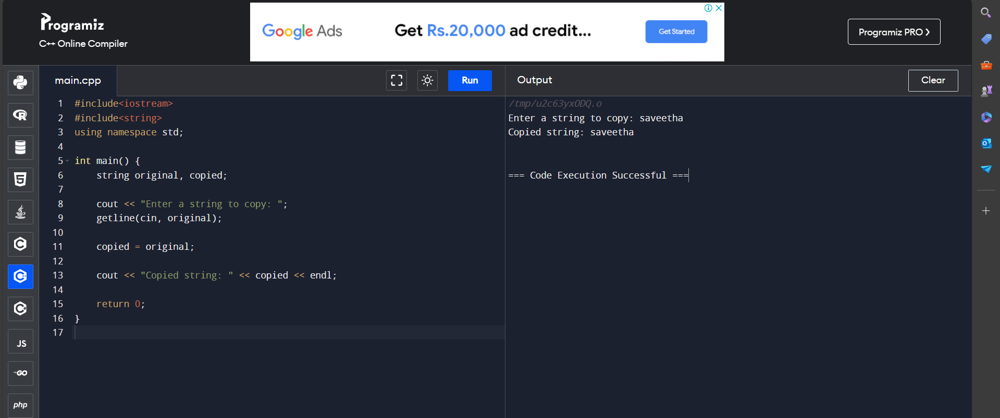 Programiz
C++ Online Compiler
Google Ads
Get Rs.20,000 ad credit...
Get Started
Programiz PRO ❯
main.cpp
Run
Output
Clear
1 #include<iostream>
2 #include<string>
3 using namespace std;
4
5 int main() {
6     string original, copied;
7
8     cout << "Enter a string to copy: ";
9     getline(cin, original);
10
11     copied = original;
12
13     cout << "Copied string: " << copied << endl;
14
15     return 0;
16 }
17
/tmp/u2c63yxODQ.o
Enter a string to copy: saveetha
Copied string: saveetha
=== Code Execution Successful ===
R
5
C
C++
C#
JS
GO
php